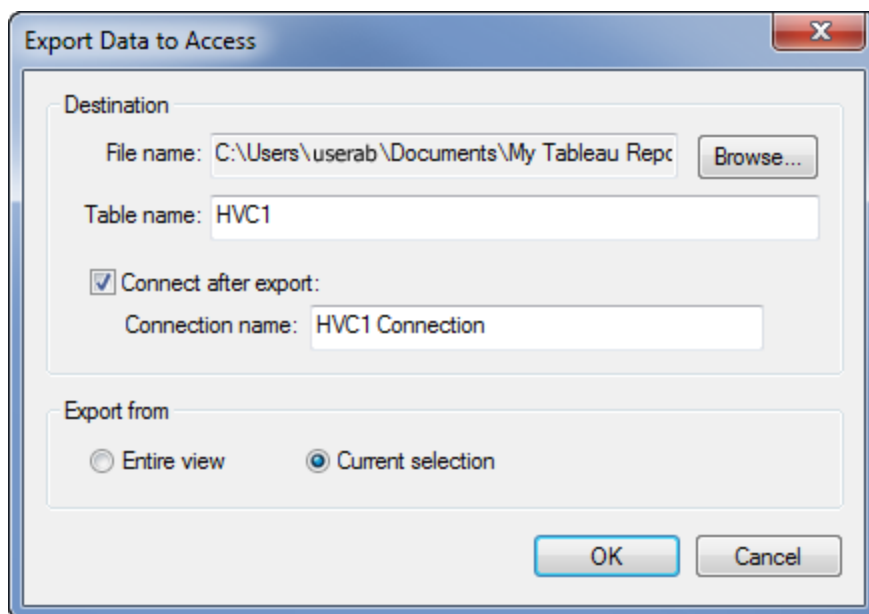 Export Data to Access
Destination
File name: C:\Users\userab\Documents\My Tableau Repo
Browse...
Table name: HVC1
Connect after export:
Connection name: HVC1 Connection
Export from
Entire view Current selection
OK Cancel